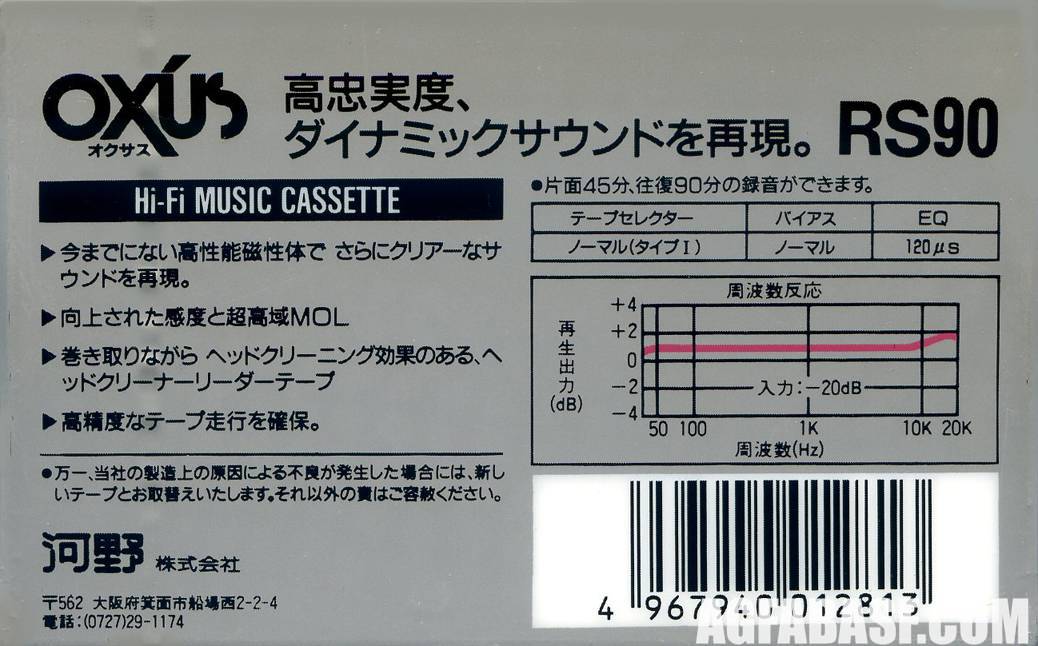 OXUS
オクサス
高忠実度、
ダイナミックサウンドを再現。
RS90
Hi-Fi MUSIC CASSETTE
▶今までにない高性能磁性体で さらにクリアーなサ
ウンドを再現。
▶向上された感度と超高域MOL
▶巻き取りながら ヘッドクリーニング効果のある、ヘ
ッドクリーナーリーダーテープ
▶高精度なテープ走行を確保。
●万一、当社の製造上の原因による不良が発生した場合には、新し
いテープとお取替えいたします。それ以外の責はご容赦ください。
河野 株式会社
〒562 大阪府箕面市船場西2-2-4
電話:(0727)29-1174
●片面45分、往復90分の録音ができます。
テープセレクター バイアス EQ
ノーマル(タイプI) ノーマル 120μs
周波数反応
再生出力(dB)
+4
+2
0
-2
-4
入力:-20dB
50 100 1K 10K 20K
周波数(Hz)
4 967940 012813
AGFABASF.COM